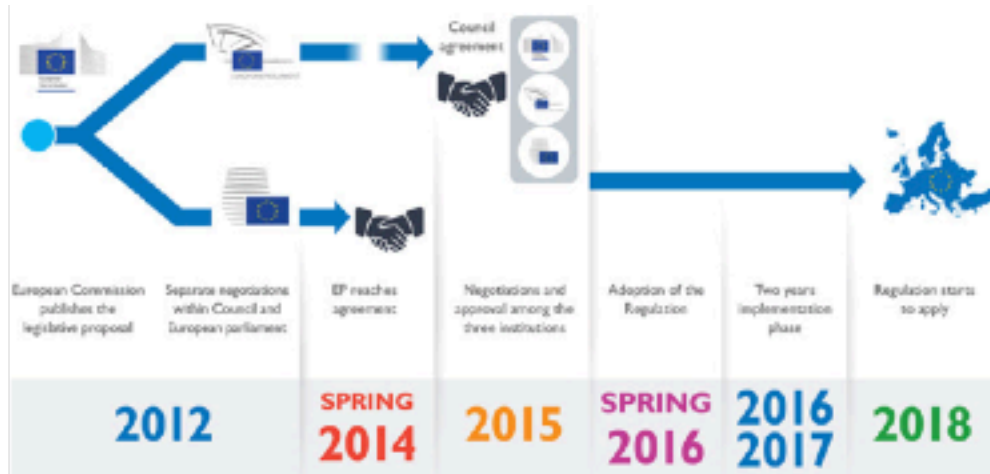 Council
agreement
European Commission
publishes the
legislative proposal
Separate negotiations
within Council and
European parliament
EP reaches
agreement
Negotiations and
approval among the
three institutions
Adoption of the
Regulation
Two years
implementation
phase
Regulation starts
to apply
2012
SPRING
2014
2015
SPRING
2016
2016
2017
2018